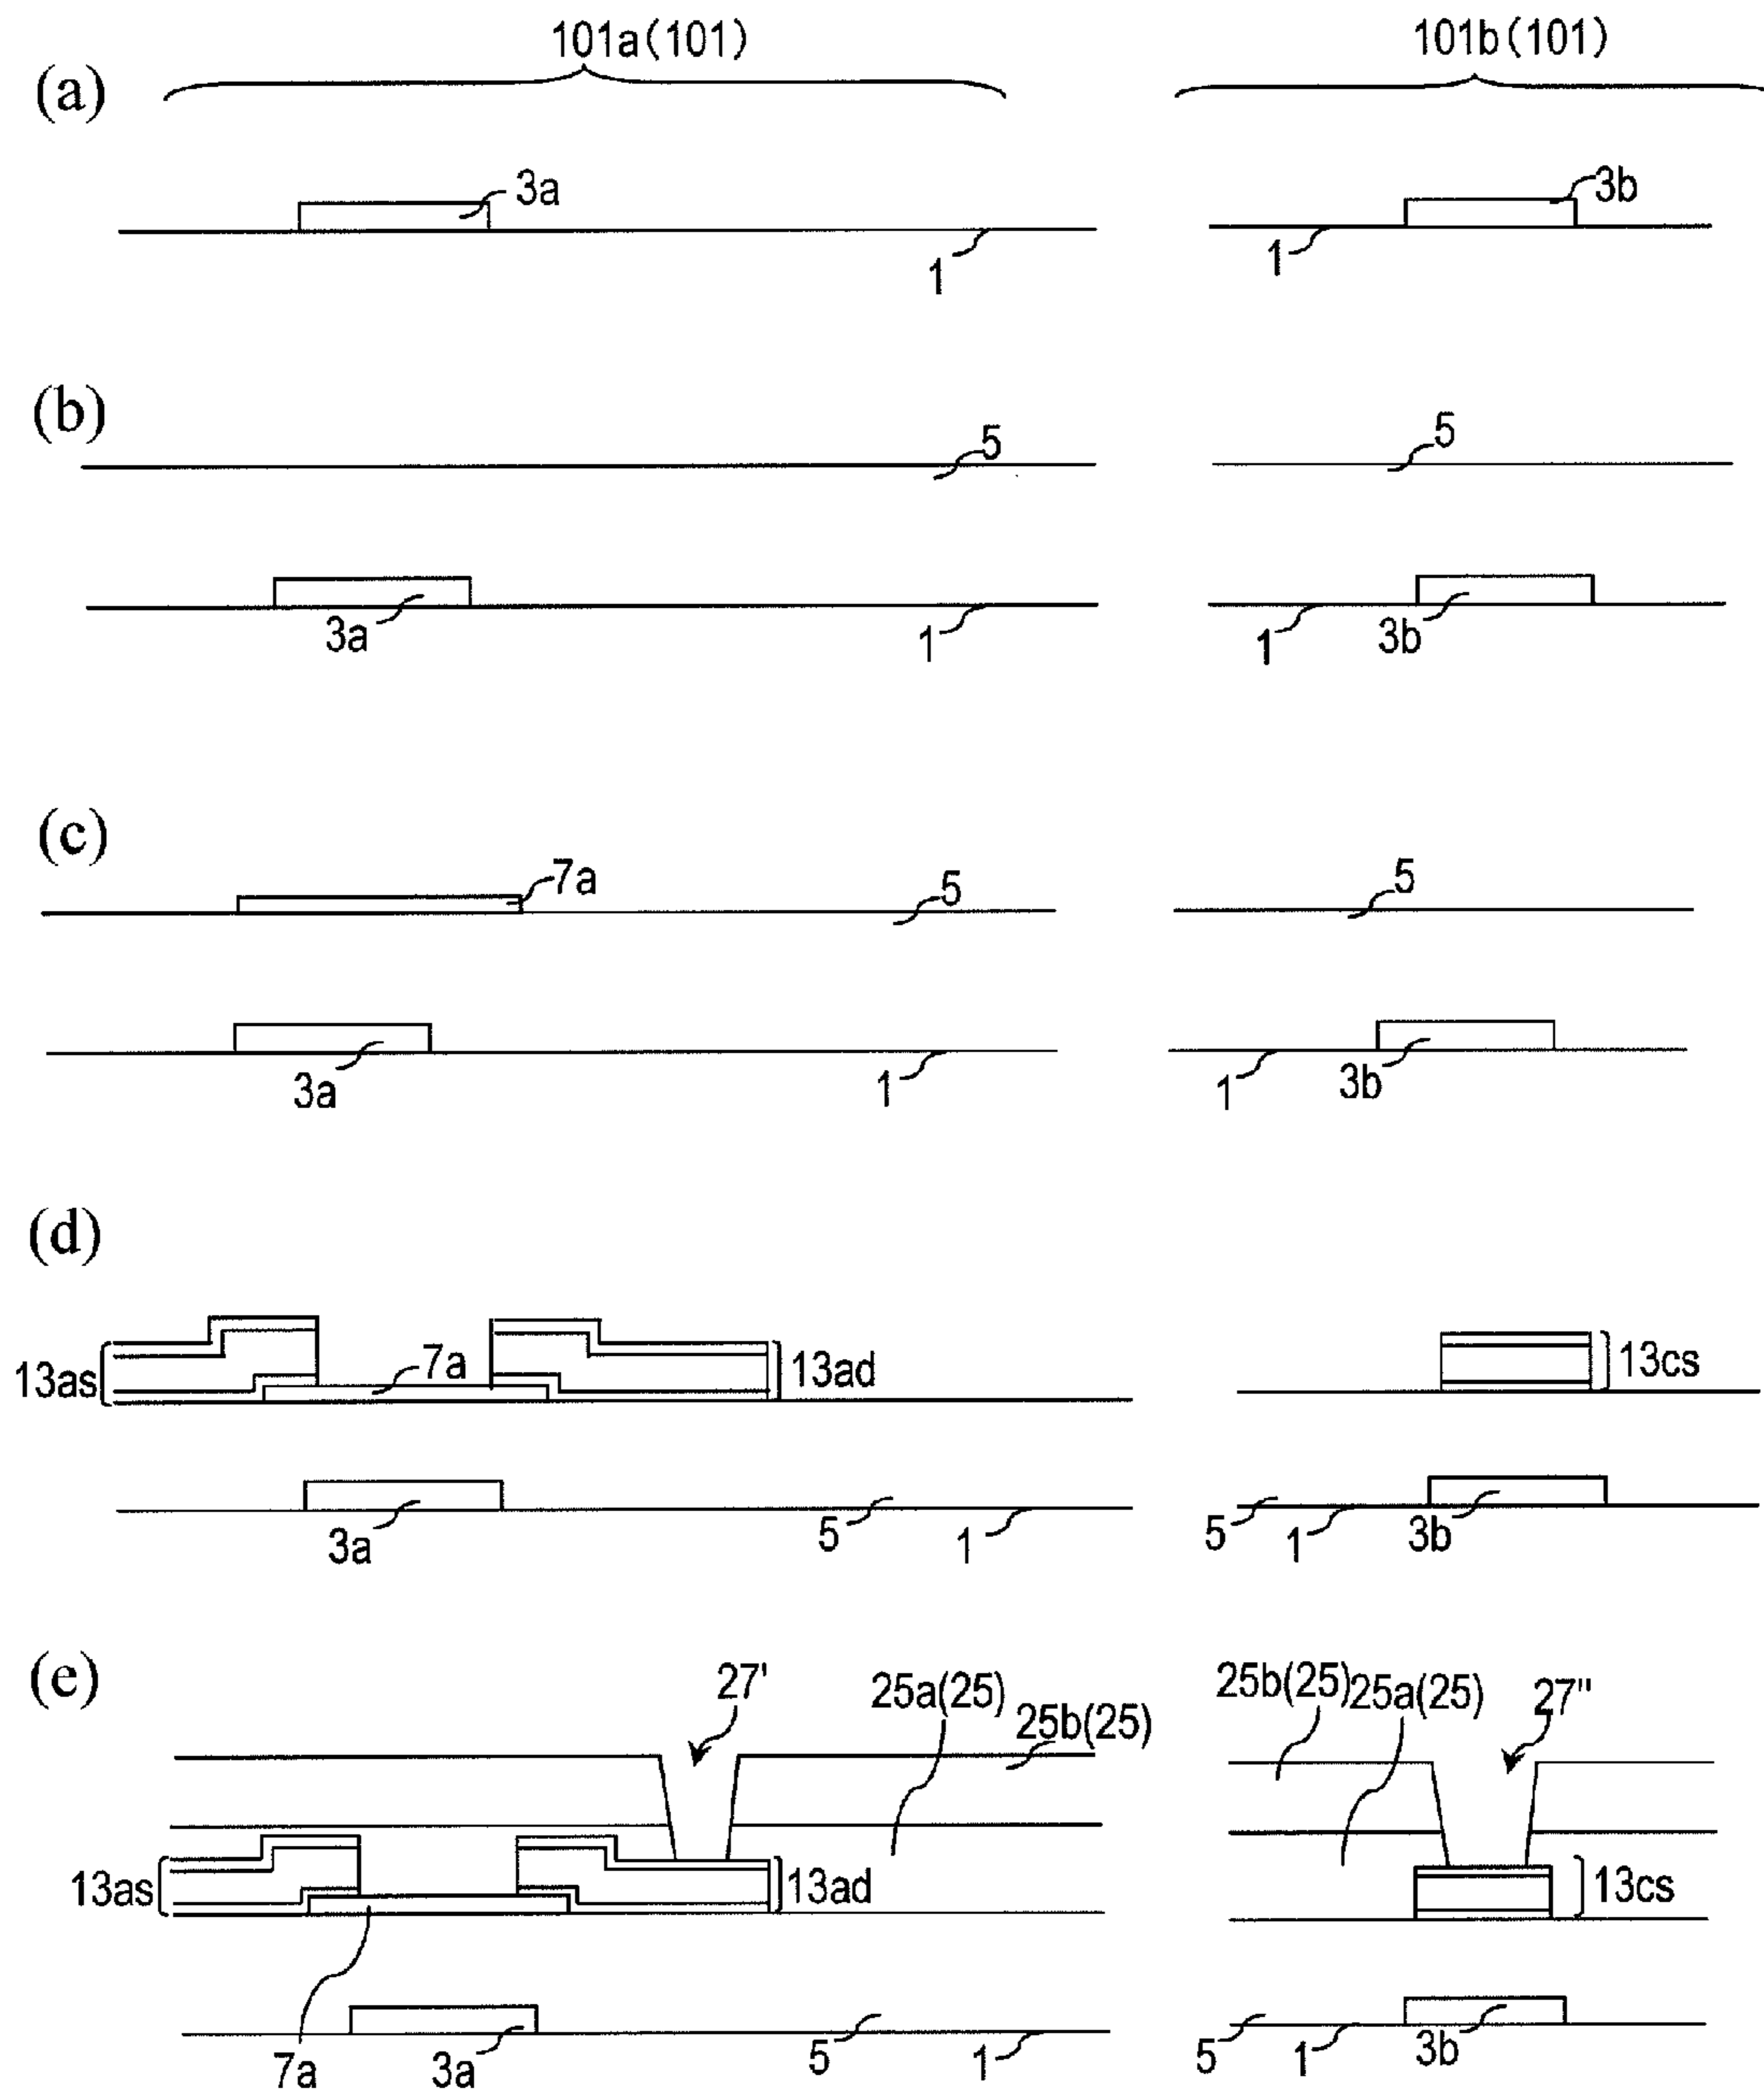 101a(101) 101b(101)
(a)
3a 3b
1 1
(b)
5 5
3a 1 1 3b
(c)
7a 5 5
3a 1 1 3b
(d)
13as 7a 13ad 13cs
3a 5 1 5 1 3b
(e)
27' 25a(25) 25b(25) 25b(25) 25a(25) 27"
13as 13ad 13cs
7a 3a 5 1 5 1 3b